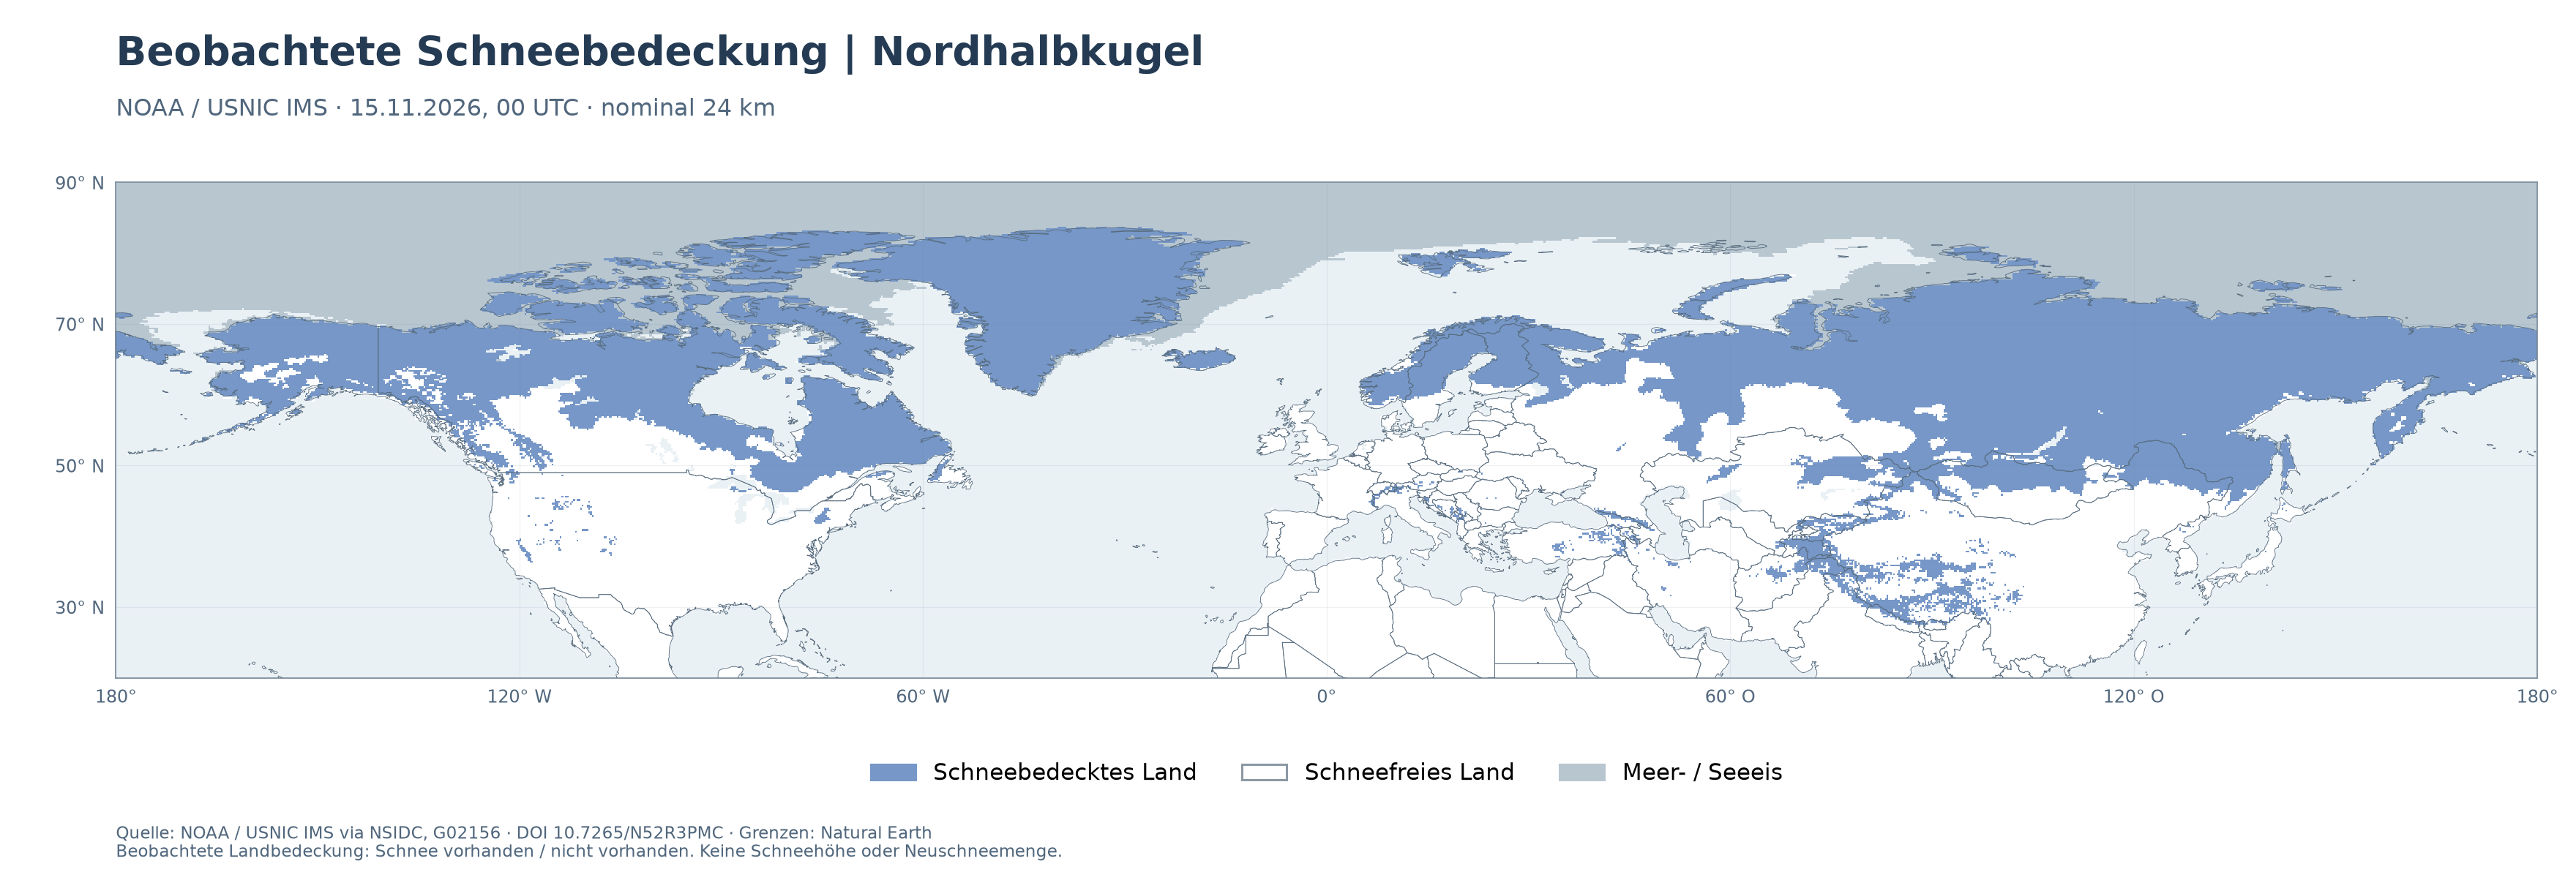 Beobachtete Schneebedeckung | Nordhalbkugel
NOAA / USNIC IMS · 15.11.2026, 00 UTC · nominal 24 km
90° N
70° N
50° N
30° N
180°
120° W
60° W
0°
60° O
120° O
180°
Schneebedecktes Land
Schneefreies Land
Meer- / Seeeis
Quelle: NOAA / USNIC IMS via NSIDC, G02156 · DOI 10.7265/N52R3PMC · Grenzen: Natural Earth
Beobachtete Landbedeckung: Schnee vorhanden / nicht vorhanden. Keine Schneehöhe oder Neuschneemenge.